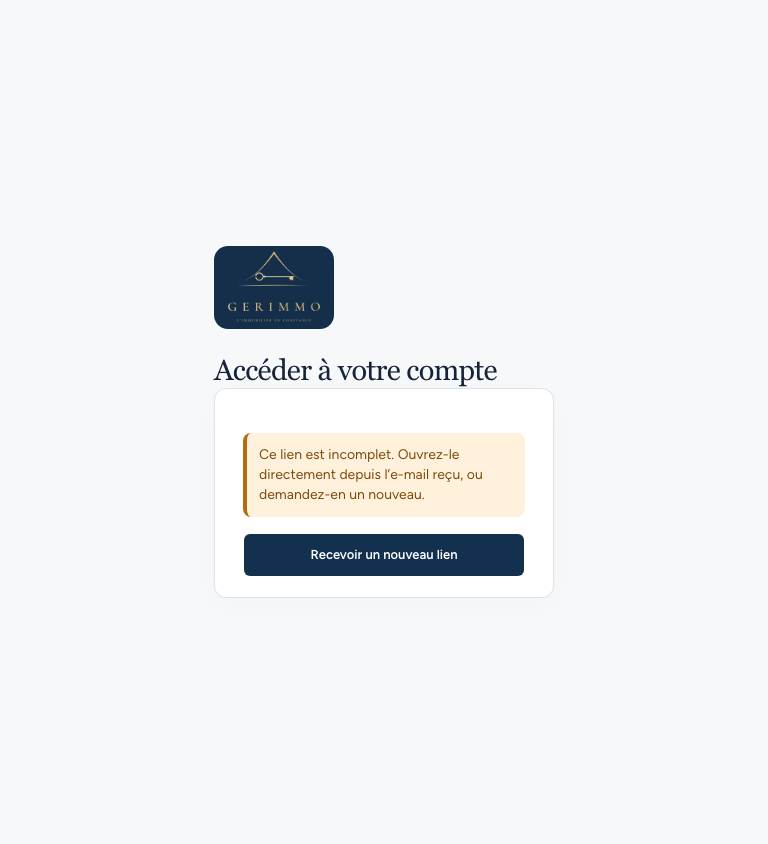 GERIMMO
Accéder à votre compte
Ce lien est incomplet. Ouvrez-le
directement depuis l’e-mail reçu, ou
demandez-en un nouveau.
Recevoir un nouveau lien